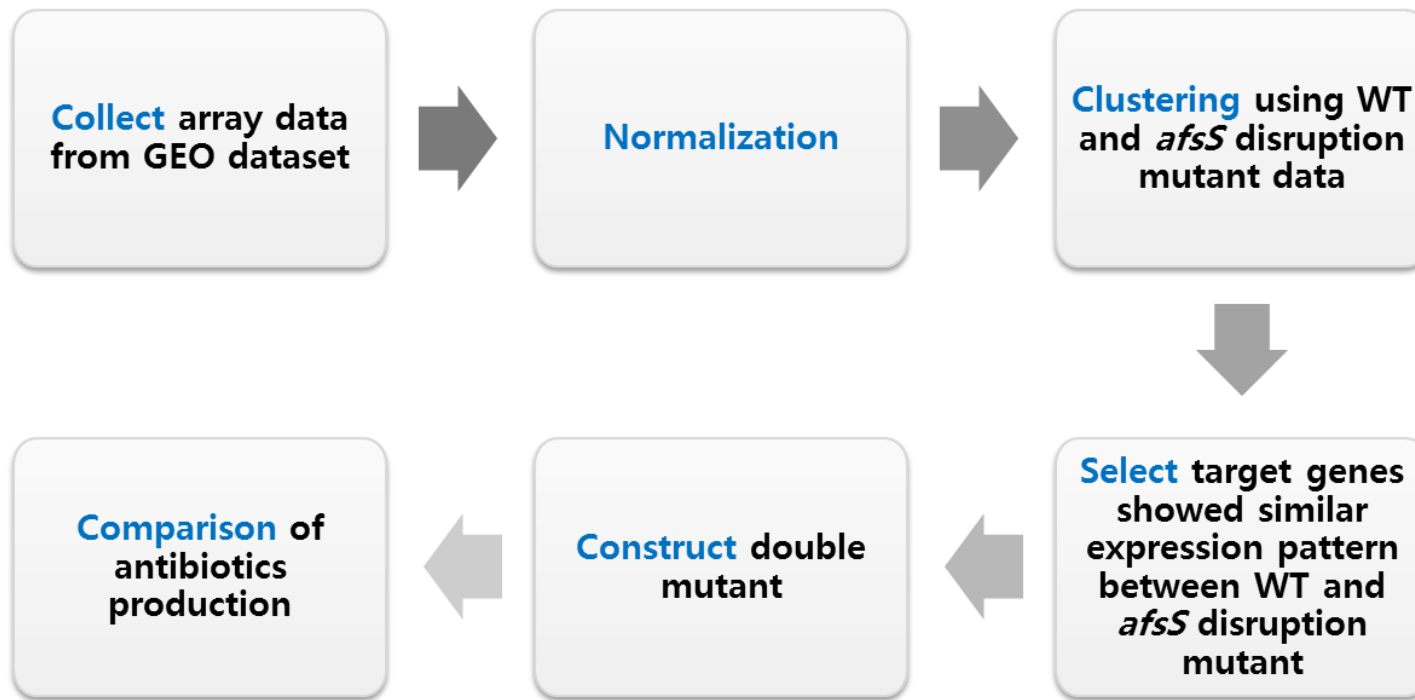 Collect array data
from GEO dataset
Normalization
Clustering using WT
and afsS disruption
mutant data
Select target genes
showed similar
expression pattern
between WT and
afsS disruption
mutant
Construct double
mutant
Comparison of
antibiotics
production